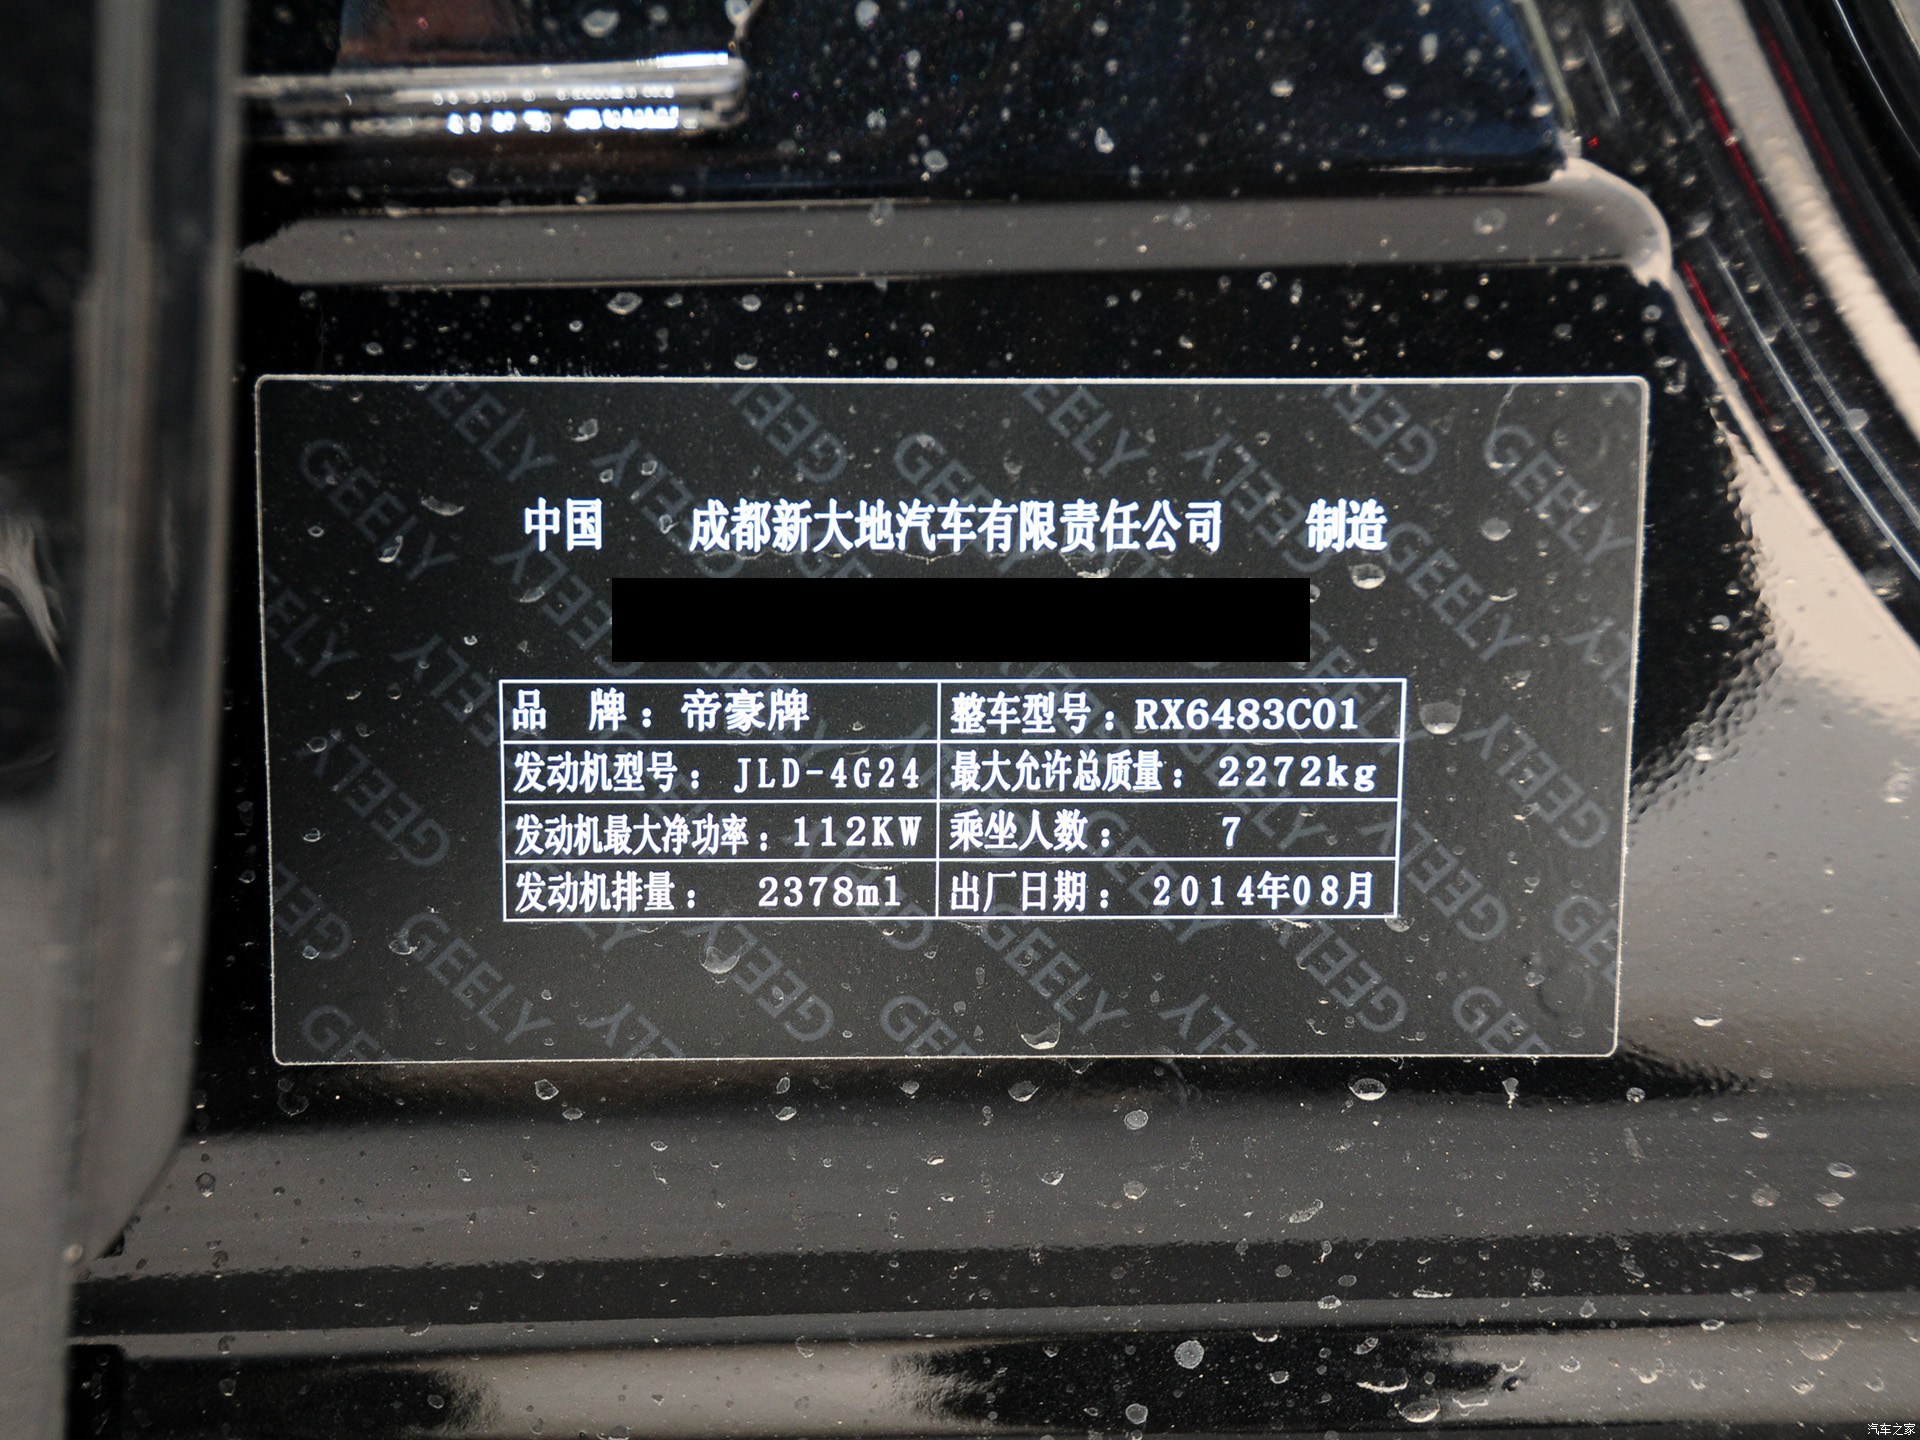 中国 成都新大地汽车有限责任公司 制造
品 牌：帝豪牌 整车型号：RX6483C01
发动机型号：JLD-4G24 最大允许总质量：2272kg
发动机最大净功率：112KW 乘坐人数： 7
发动机排量： 2378ml 出厂日期：2014年08月
GEELY
汽车之家